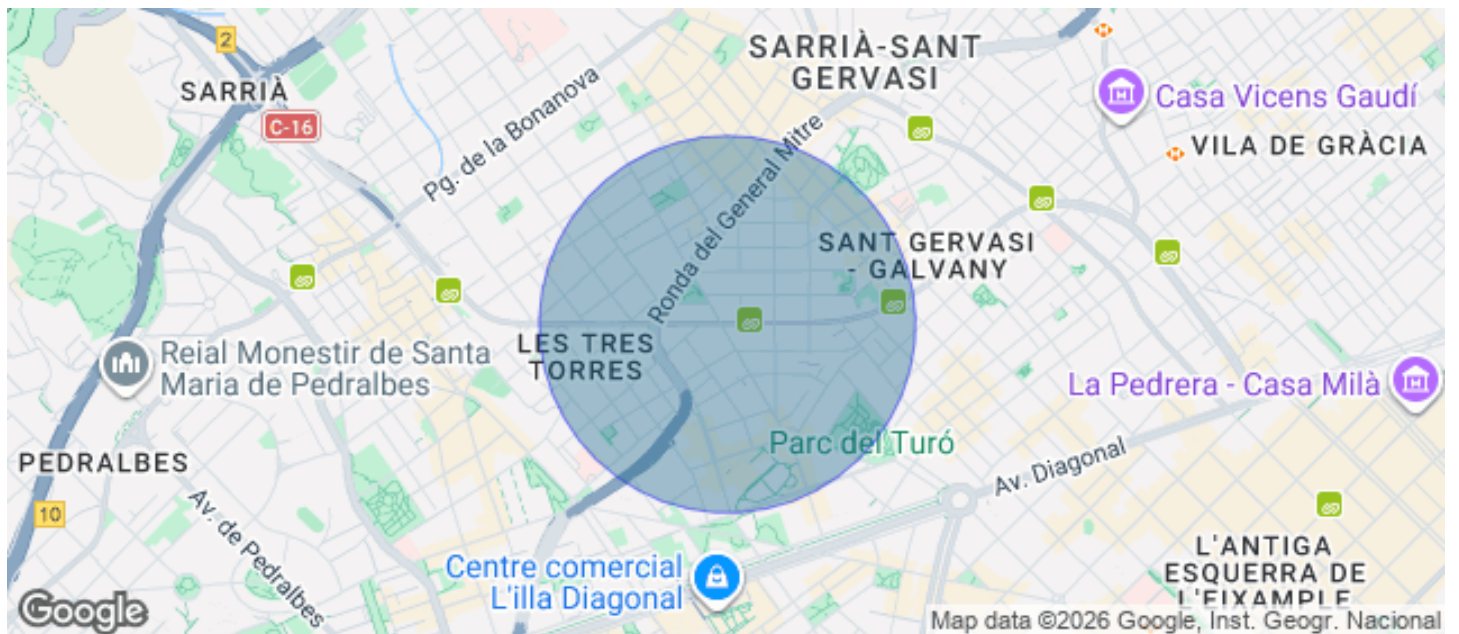 SARRIÀ-SANT
GERVASI
2
SARRIÀ
C-16
Pg. de la Bonanova
Ronda del General Mitre
Casa Vicens Gaudí
VILA DE GRÀCIA
SANT GERVASI
- GALVANY
LES TRES
TORRES
Reial Monestir de Santa
Maria de Pedralbes
La Pedrera - Casa Milà
Parc del Turó
Av. Diagonal
PEDRALBES
10
Av. de Pedralbes
Centre comercial
L'illa Diagonal
L'ANTIGA
ESQUERRA DE
L'EIXAMPLE
Google
Map data ©2026 Google, Inst. Geogr. Nacional